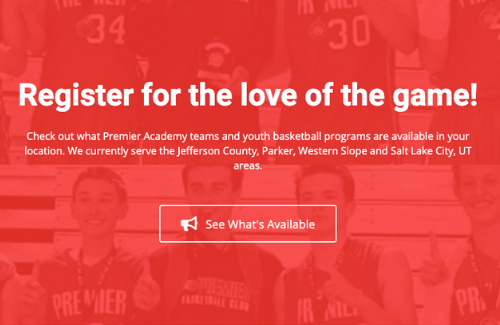 34
30
Register for the love of the game!
Check out what Premier Academy teams and youth basketball programs are available in your
location. We currently serve the Jefferson County, Parker, Western Slope and Salt Lake City, UT
areas.
See What's Available
PREMIER
PREMIER
BASKETBALL CLUB